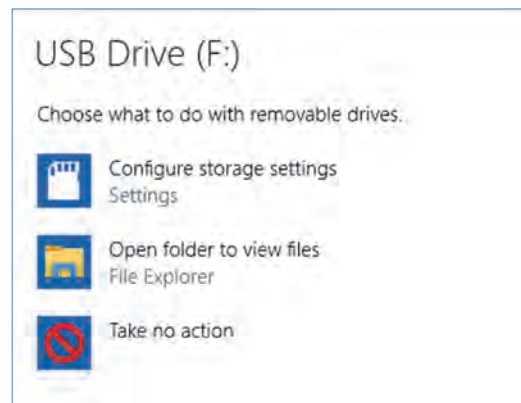 USB Drive (F:)
Choose what to do with removable drives.
Configure storage settings
Settings
Open folder to view files
File Explorer
Take no action